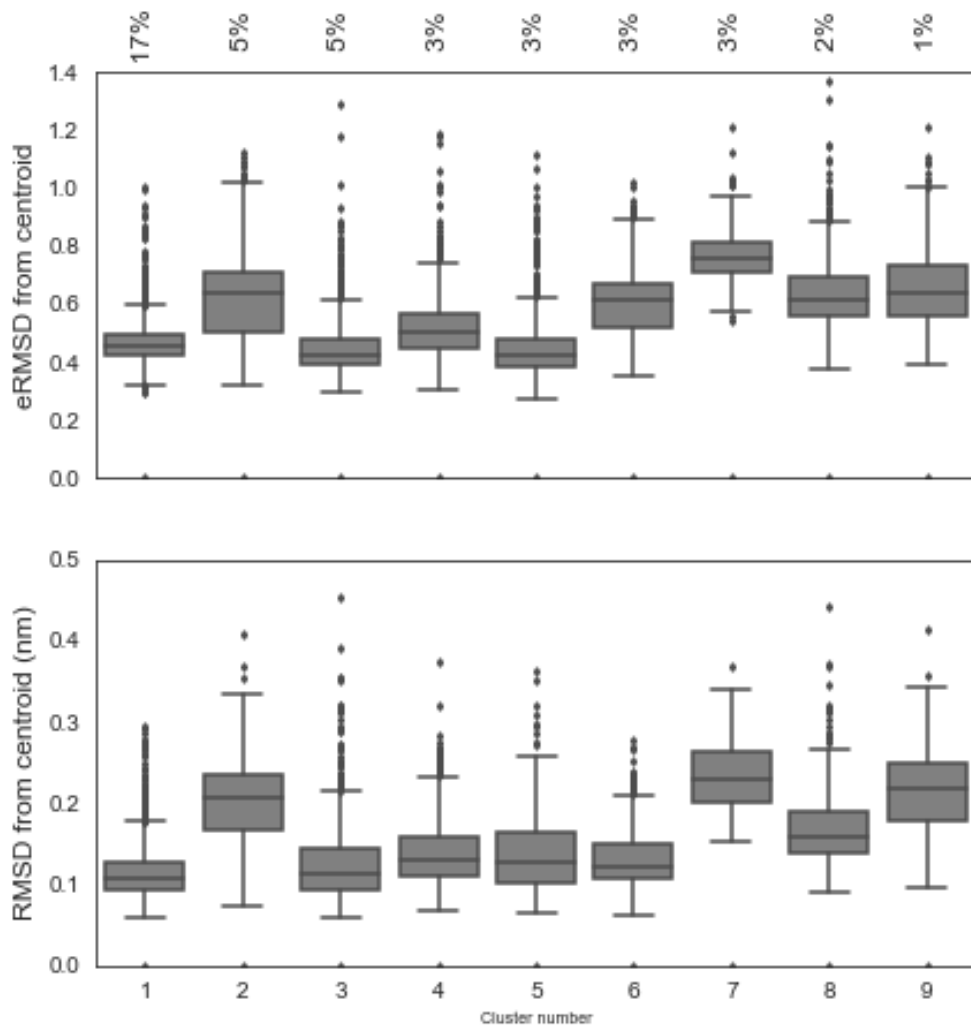 17% 5% 5% 3% 3% 3% 3% 2% 1%
eRMSD from centroid
1.4
1.2
1.0
0.8
0.6
0.4
0.2
0.0
RMSD from centroid (nm)
0.5
0.4
0.3
0.2
0.1
0.0
1 2 3 4 5 6 7 8 9
Cluster number